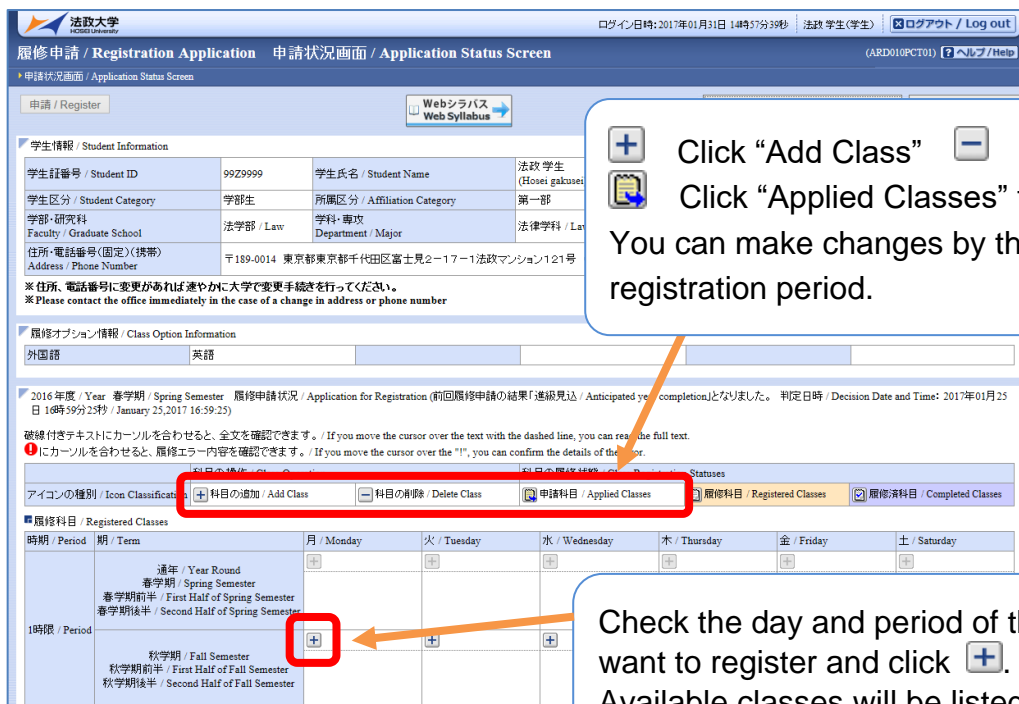 法政大学
HOSEI University
ログイン日時:2017年01月31日 14時57分39秒 法政 学生(学生) ログアウト / Log out
履修申請 / Registration Application 申請状況画面 / Application Status Screen (ARD010PCT01) ? ヘルプ / Help
申請状況画面 / Application Status Screen
申請 / Register
Webシラバス
Web Syllabus
Click “Add Class”
Click “Applied Classes”
You can make changes by th
registration period.
学生情報 / Student Information
学生証番号 / Student ID 99Z9999 学生氏名 / Student Name 法政 学生
(Hosei gakusei
学生区分 / Student Category 学部生 所属区分 / Affiliation Category 第一部
学部・研究科
Faculty / Graduate School 法学部 / Law 学科・専攻
Department / Major 法律学科 / La
住所・電話番号(固定)(携帯)
Address / Phone Number 〒189-0014 東京都東京都千代田区富士見2-17-1法政マンション121号
※住所、電話番号に変更があれば速やかに大学で変更手続きを行ってください。
※Please contact the office immediately in the case of a change in address or phone number
履修オプション情報 / Class Option Information
外国語 英語
2016 年度 / Year 春学期 / Spring Semester 履修申請状況 / Application for Registration (前回履修申請の結果「進級見込 / Anticipated year completion」となりました。 判定日時 / Decision Date and Time: 2017年01月25
日 16時59分25秒 / January 25,2017 16:59:25)
破線付きテキストにカーソルを合わせると、全文を確認できます。 / If you move the cursor over the text with the dashed line, you can read the full text.
にカーソルを合わせると、履修エラー内容を確認できます。 / If you move the cursor over the "!", you can confirm the details of the error.
科目の操作 / Class Operation 科目の履修状態 / Class Registration Statuses
アイコンの種別 / Icon Classification 科目の追加 / Add Class 科目の削除 / Delete Class 申請科目 / Applied Classes 履修科目 / Registered Classes 履修済科目 / Completed Classes
履修科目 / Registered Classes
時期 / Period 期 / Term 月 / Monday 火 / Tuesday 水 / Wednesday 木 / Thursday 金 / Friday 土 / Saturday
通年 / Year Round
春学期 / Spring Semester
春学期前半 / First Half of Spring Semester
春学期後半 / Second Half of Spring Semester
1時限 / Period
秋学期 / Fall Semester
秋学期前半 / First Half of Fall Semester
秋学期後半 / Second Half of Fall Semester
Check the day and period of th
want to register and click +.
Available classes will be listed